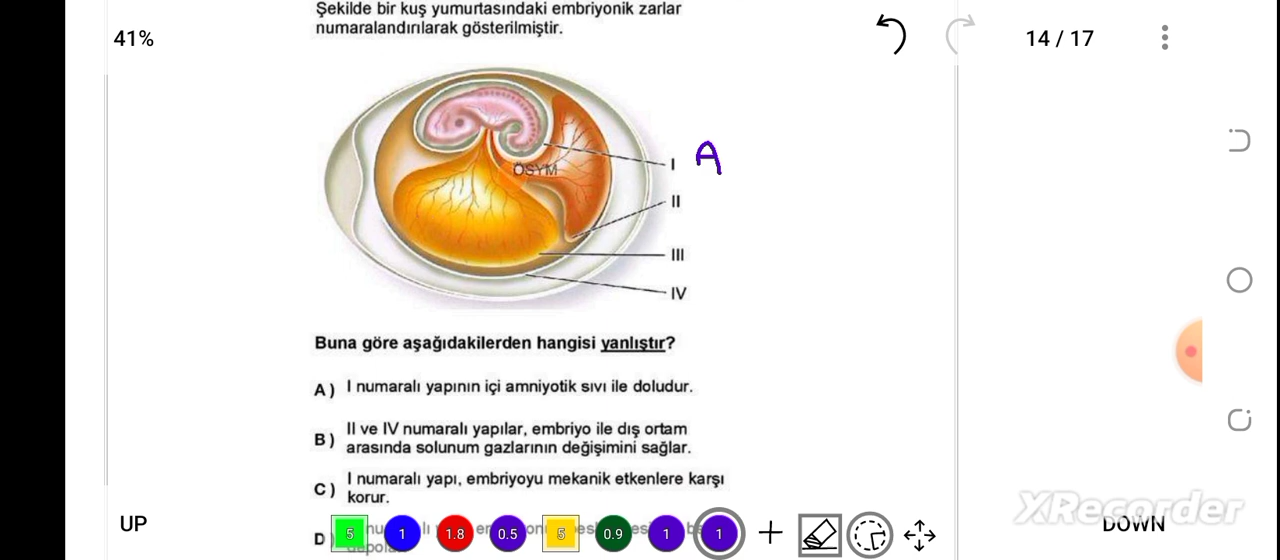 Şekilde bir kuş yumurtasındaki embriyonik zarlar
numaralandırılarak gösterilmiştir.
41%
14 / 17
I
A
ÖSYM
II
III
IV
Buna göre aşağıdakilerden hangisi yanlıştır?
A) I numaralı yapının içi amniyotik sıvı ile doludur.
B) II ve IV numaralı yapılar, embriyo ile dış ortam
arasında solunum gazlarının değişimini sağlar.
C) I numaralı yapı, embriyoyu mekanik etkenlere karşı
korur.
D
UP
5 1 1.8 0.5 5 0.9 1 1
XRecorder
DOWN